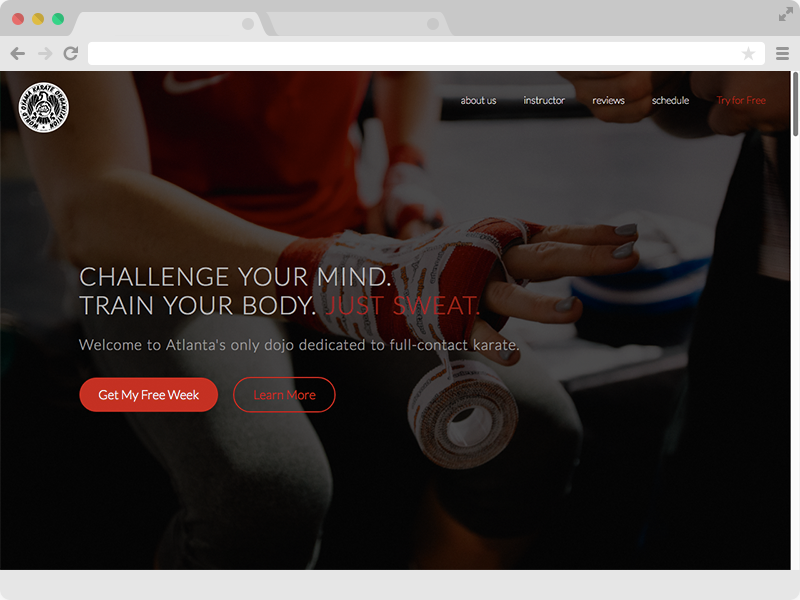 WORLD OYAMA KARATE ORGANIZATION
about us
instructor
reviews
schedule
Try for Free
CHALLENGE YOUR MIND.
TRAIN YOUR BODY. JUST SWEAT.
Welcome to Atlanta's only dojo dedicated to full-contact karate.
Get My Free Week
Learn More